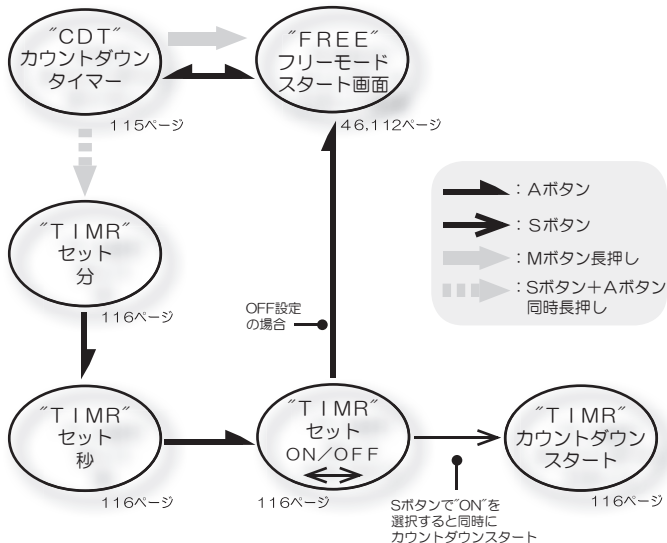 "CDT"
カウントダウン
タイマー
115ページ
"FREE"
フリーモード
スタート画面
46,112ページ
：Aボタン
：Sボタン
：Mボタン長押し
：Sボタン＋Aボタン
同時長押し
"TIMR"
セット
分
116ページ
OFF設定
の場合
"TIMR"
セット
秒
116ページ
"TIMR"
セット
ON／OFF
116ページ
"TIMR"
カウントダウン
スタート
116ページ
Sボタンで"ON"を
選択すると同時に
カウントダウンスタート